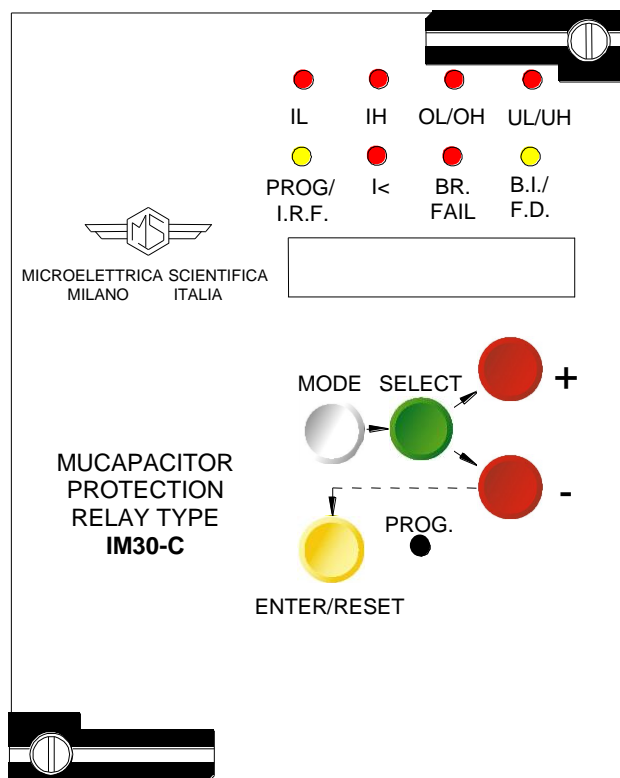 IL IH OL/OH UL/UH
PROG/ I< BR. B.I./
I.R.F. FAIL F.D.
MS
MICROELETTRICA SCIENTIFICA
MILANO ITALIA
MODE SELECT
+
-
MUCAPACITOR
PROTECTION
RELAY TYPE
IM30-C
PROG.
ENTER/RESET